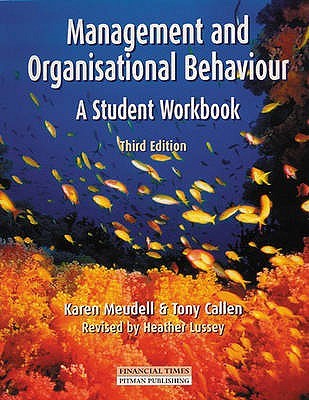 Management and
Organisational Behaviour
A Student Workbook
Third Edition
Karen Meudell & Tony Callen
Revised by Heather Lussey
FINANCIAL TIMES
PITMAN PUBLISHING